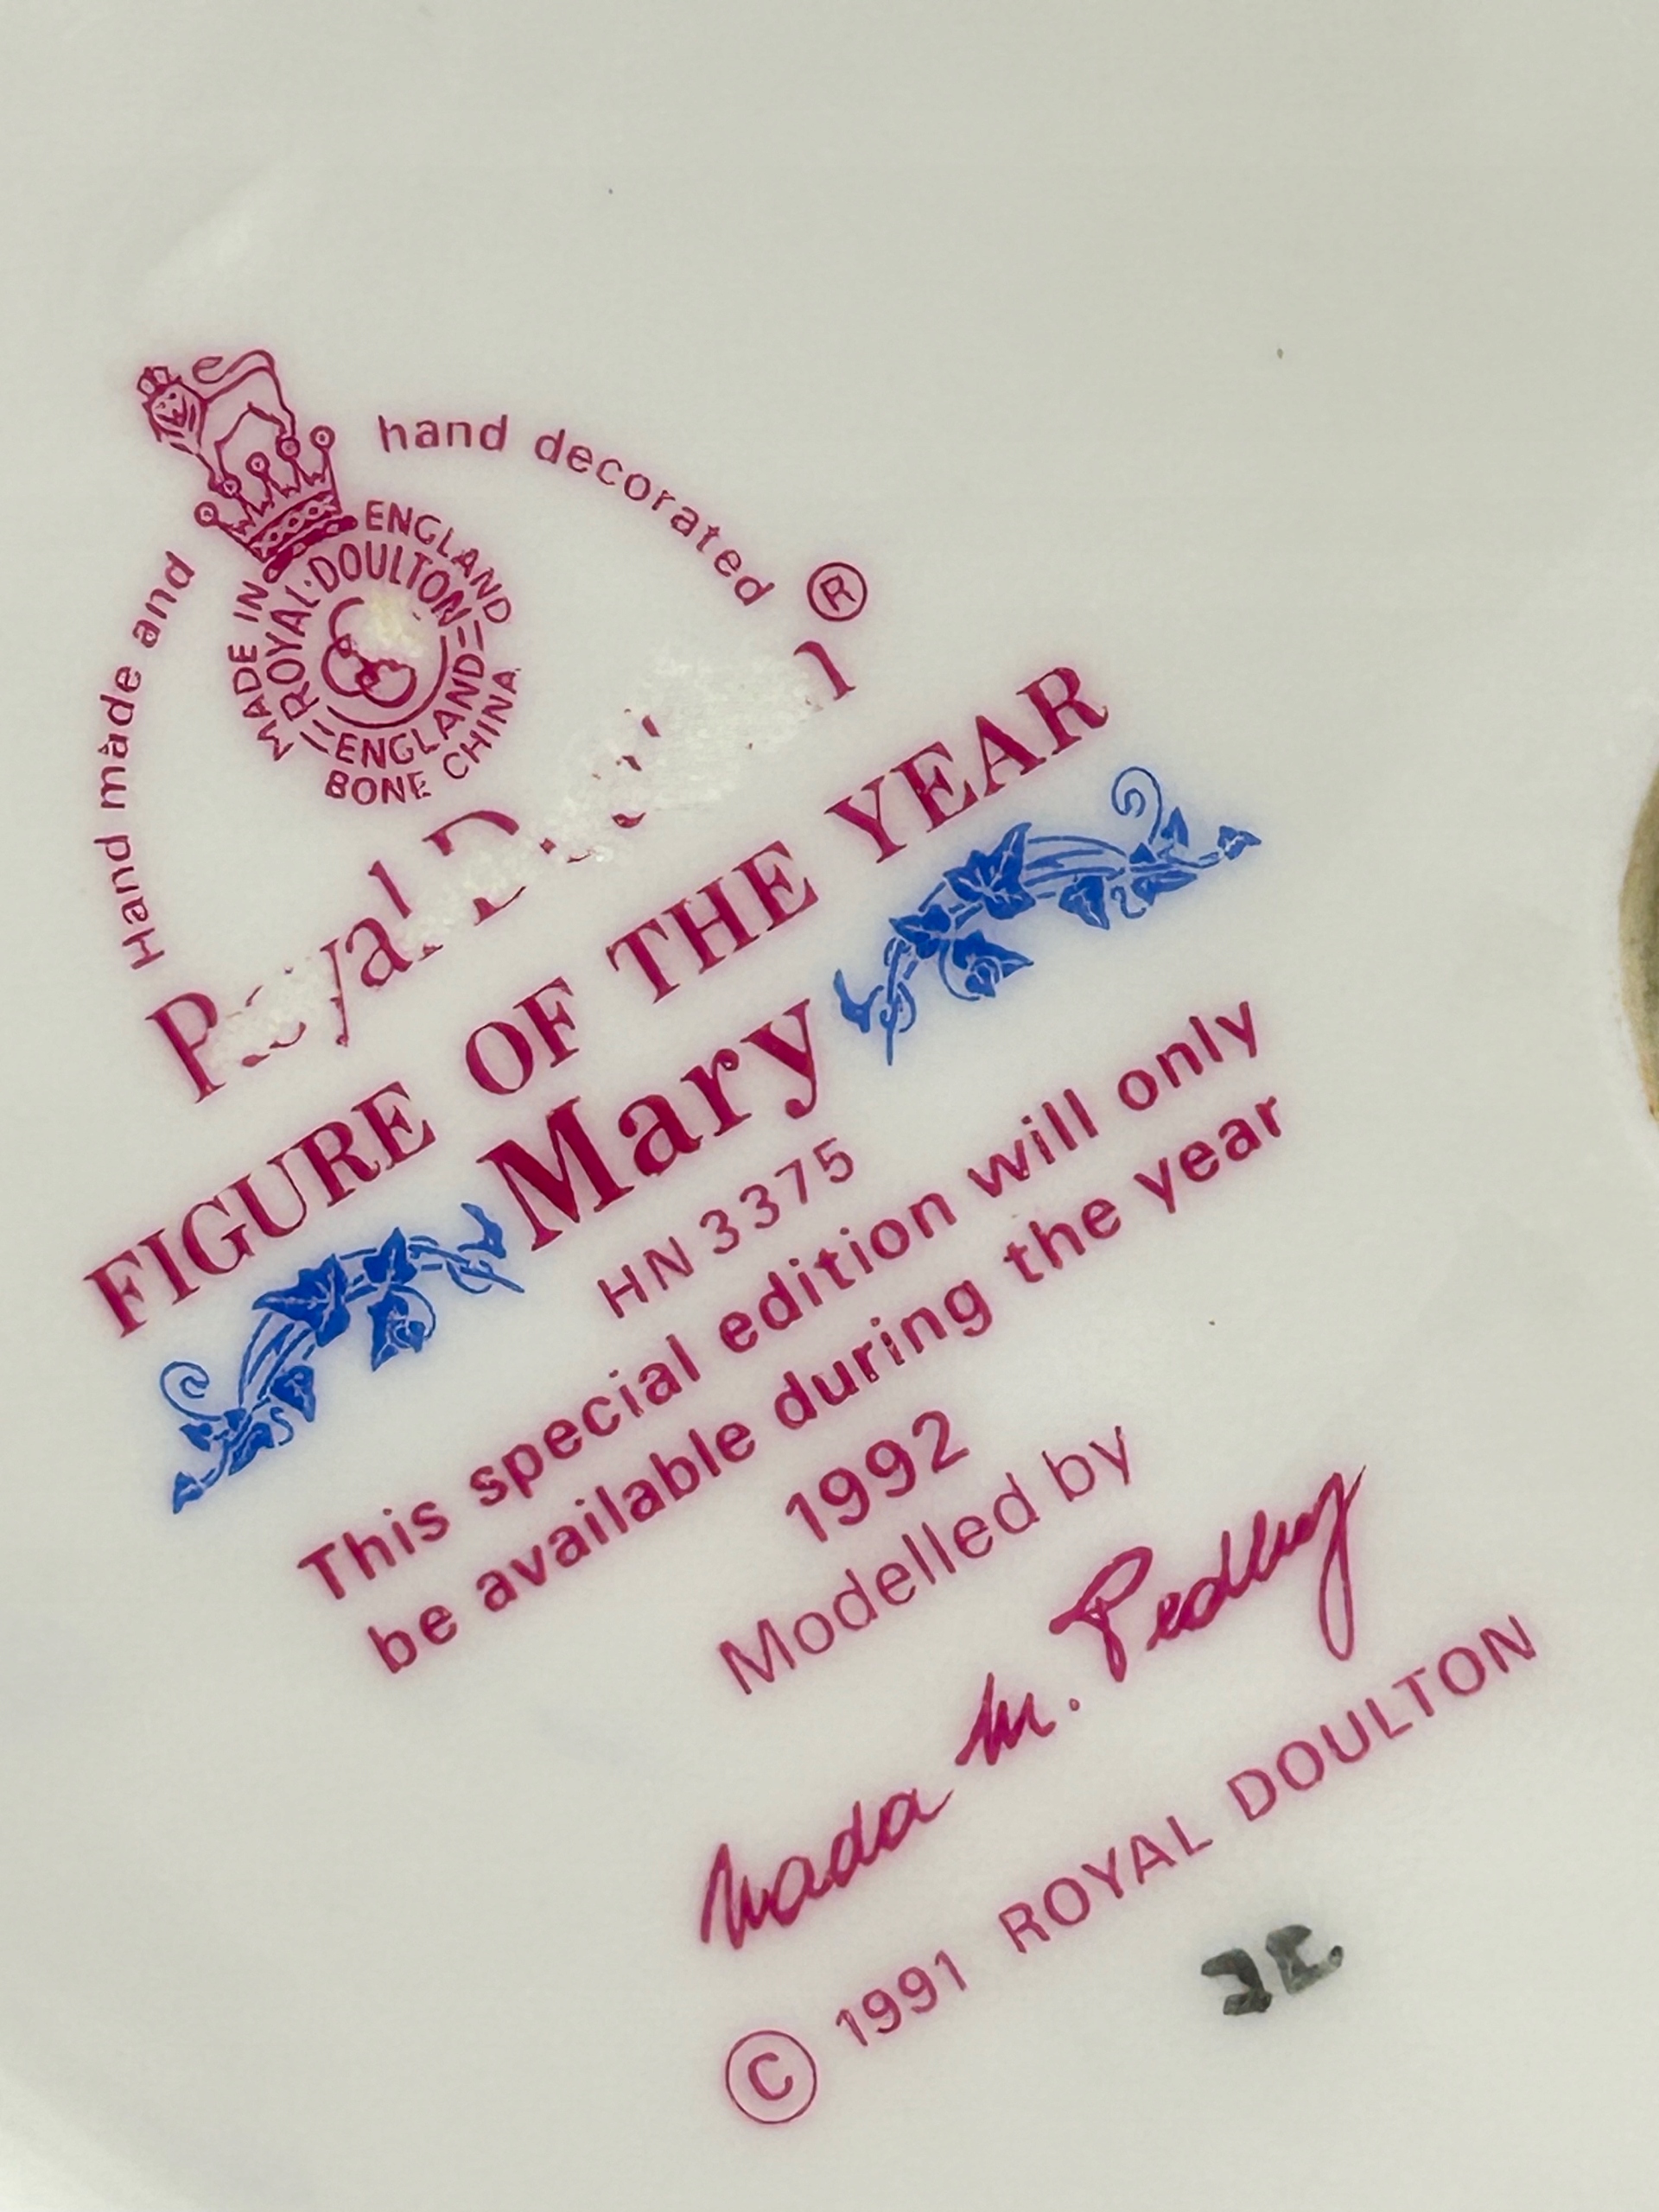 Hand made and hand decorated
MADE IN ENGLAND
ROYAL·DOULTON
ENGLAND
BONE CHINA
®
FIGURE OF THE YEAR
Mary
HN 3375
This special edition will only
be available during the year
1992
Modelled by
Nada M. Pedley
© 1991 ROYAL DOULTON